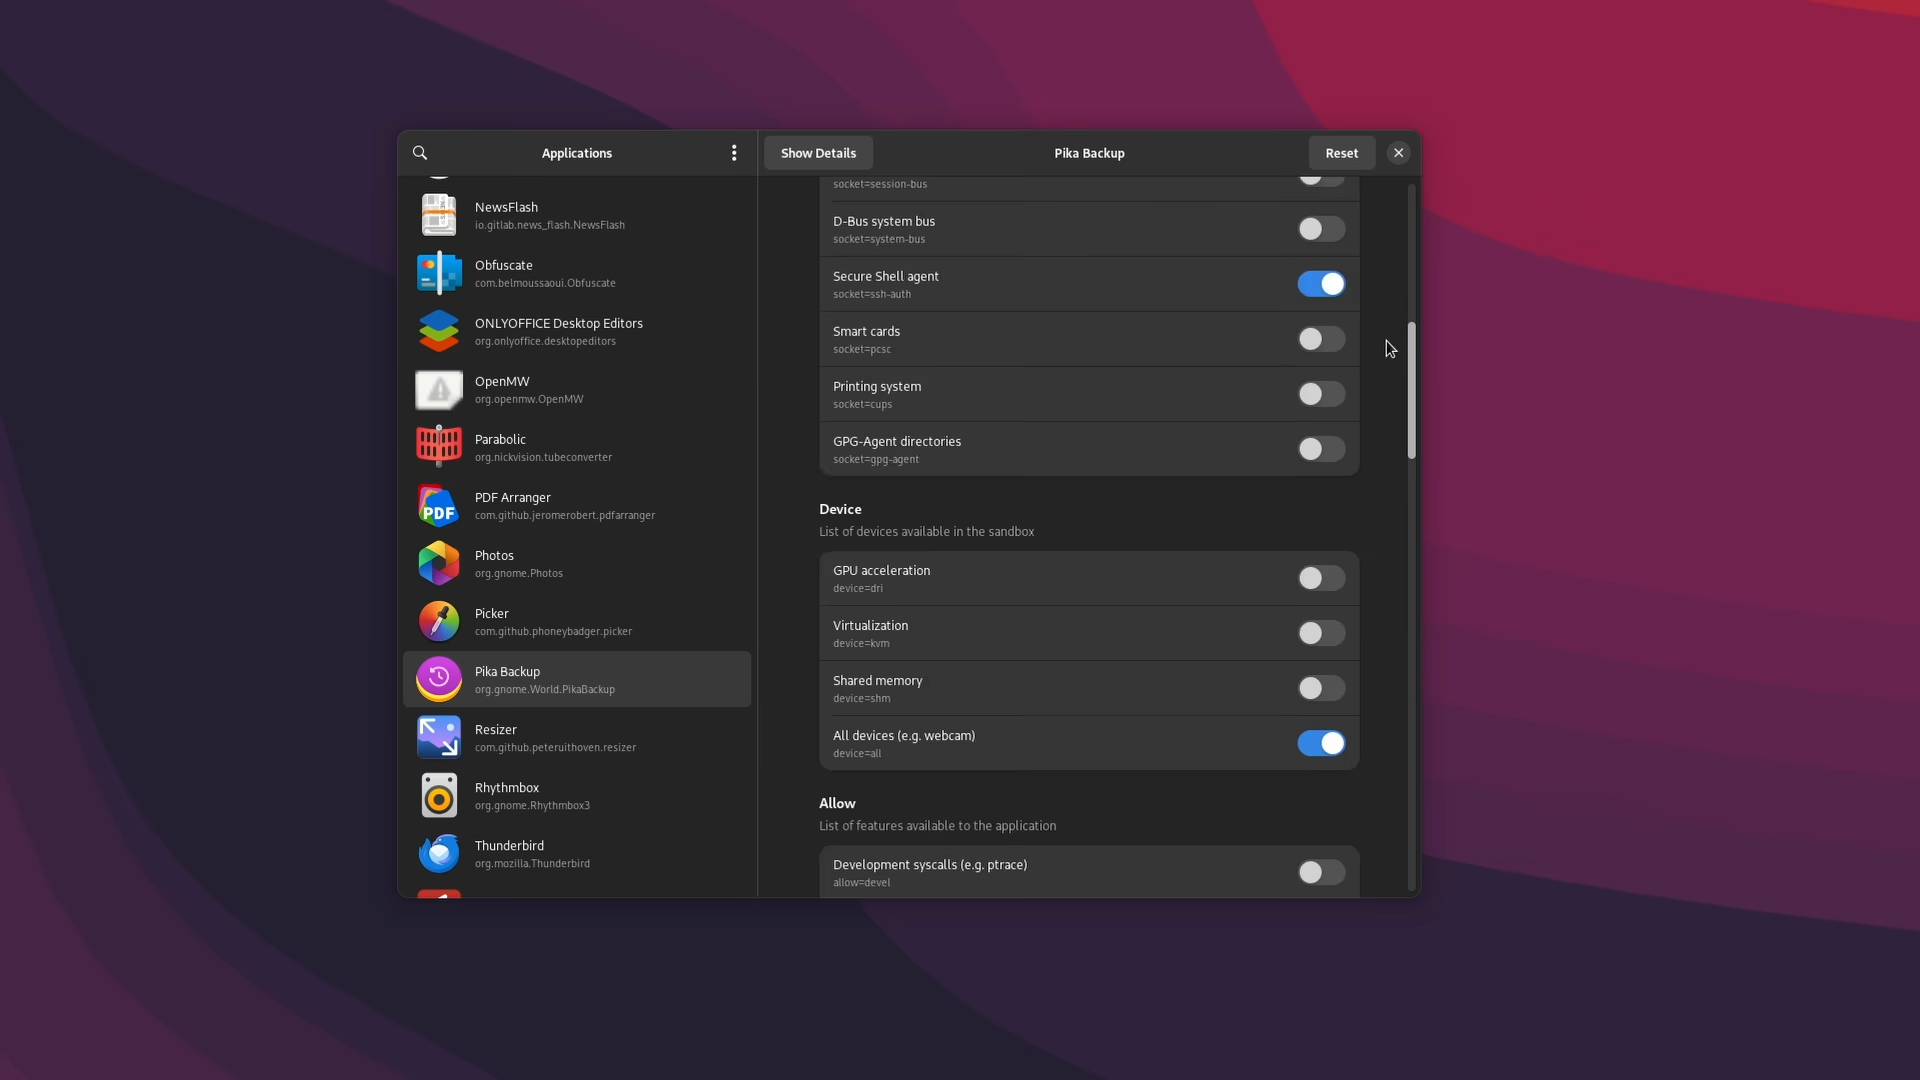 Applications
Show Details
Pika Backup
Reset
NewsFlash
io.gitlab.news_flash.NewsFlash
Obfuscate
com.belmoussaoui.Obfuscate
ONLYOFFICE Desktop Editors
org.onlyoffice.desktopeditors
OpenMW
org.openmw.OpenMW
Parabolic
org.nickvision.tubeconverter
PDF
PDF Arranger
com.github.jeromerobert.pdfarranger
Photos
org.gnome.Photos
Picker
com.github.phoneybadger.picker
Pika Backup
org.gnome.World.PikaBackup
Resizer
com.github.peteruithoven.resizer
Rhythmbox
org.gnome.Rhythmbox3
Thunderbird
org.mozilla.Thunderbird
socket=session-bus
D-Bus system bus
socket=system-bus
Secure Shell agent
socket=ssh-auth
Smart cards
socket=pcsc
Printing system
socket=cups
GPG-Agent directories
socket=gpg-agent
Device
List of devices available in the sandbox
GPU acceleration
device=dri
Virtualization
device=kvm
Shared memory
device=shm
All devices (e.g. webcam)
device=all
Allow
List of features available to the application
Development syscalls (e.g. ptrace)
allow=devel